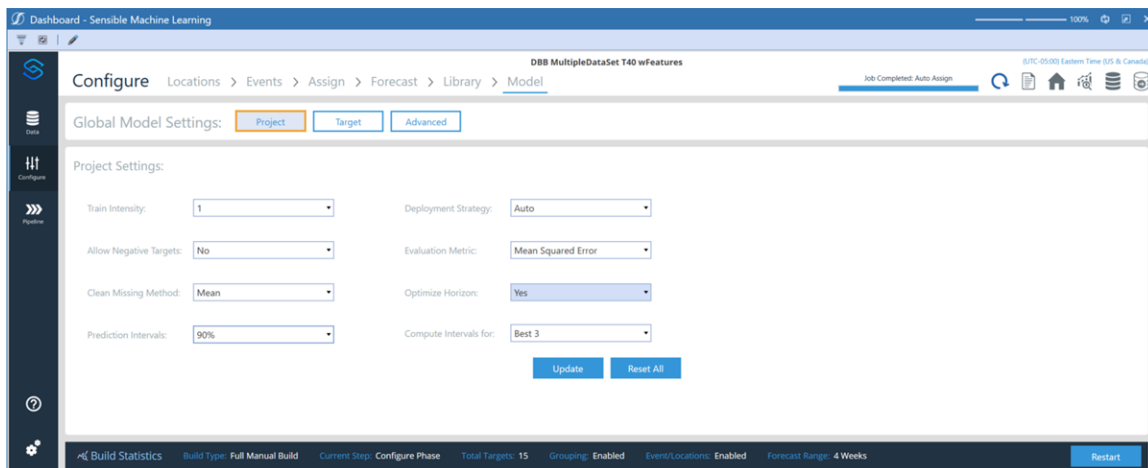 Dashboard - Sensible Machine Learning
100%
DBB MultipleDataSet T40 wFeatures
(UTC-05:00) Eastern Time (US & Canada)
Configure Locations > Events > Assign > Forecast > Library > Model
Job Completed: Auto Assign
Data
Configure
Pipeline
Global Model Settings: Project Target Advanced
Project Settings:
Train Intensity: 1 Deployment Strategy: Auto
Allow Negative Targets: No Evaluation Metric: Mean Squared Error
Clean Missing Method: Mean Optimize Horizon: Yes
Prediction Intervals: 90% Compute Intervals for: Best 3
Update Reset All
Build Statistics Build Type: Full Manual Build Current Step: Configure Phase Total Targets: 15 Grouping: Enabled Event/Locations: Enabled Forecast Range: 4 Weeks Restart